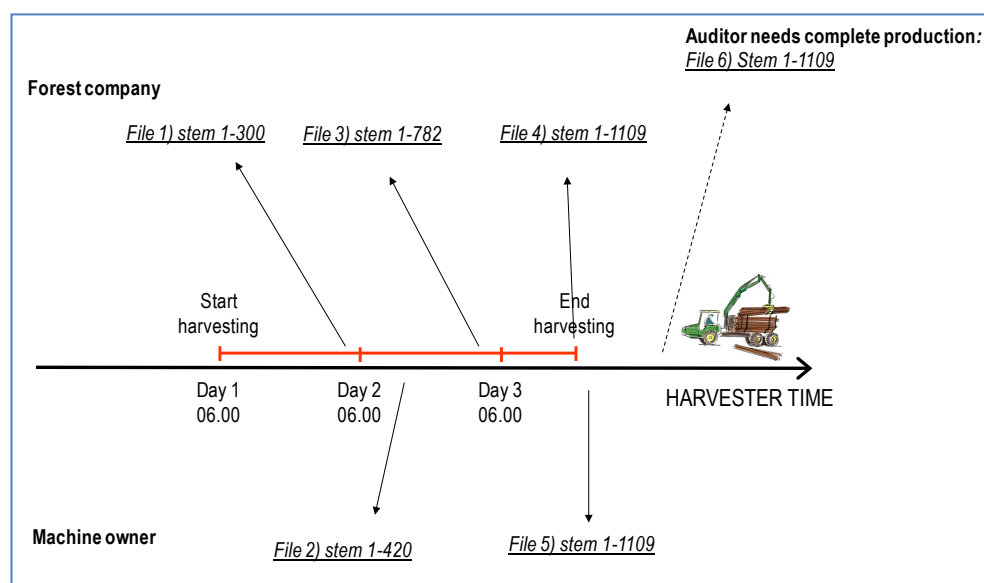 Auditor needs complete production:
File 6) Stem 1-1109
Forest company
File 1) stem 1-300
File 3) stem 1-782
File 4) stem 1-1109
Start
harvesting
End
harvesting
Day 1
06.00
Day 2
06.00
Day 3
06.00
HARVESTER TIME
Machine owner
File 2) stem 1-420
File 5) stem 1-1109